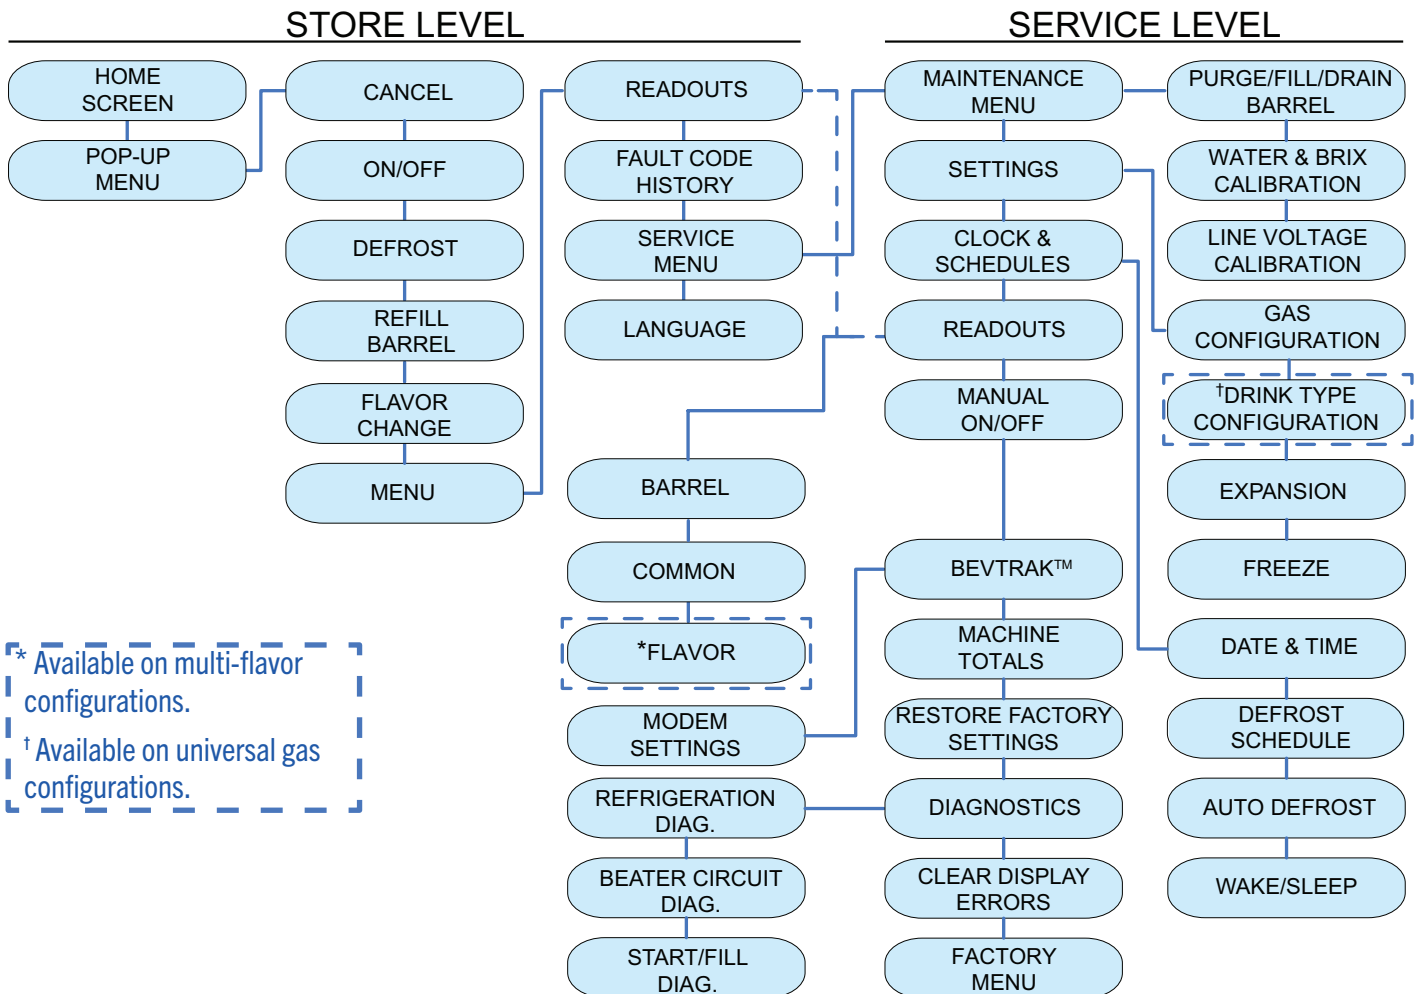 STORE LEVEL
SERVICE LEVEL
HOME
SCREEN
POP-UP
MENU
CANCEL
ON/OFF
DEFROST
REFILL
BARREL
FLAVOR
CHANGE
MENU
READOUTS
FAULT CODE
HISTORY
SERVICE
MENU
LANGUAGE
BARREL
COMMON
*FLAVOR
MODEM
SETTINGS
REFRIGERATION
DIAG.
BEATER CIRCUIT
DIAG.
START/FILL
DIAG.
MAINTENANCE
MENU
SETTINGS
CLOCK &
SCHEDULES
READOUTS
MANUAL
ON/OFF
BEVTRAK™
MACHINE
TOTALS
RESTORE FACTORY
SETTINGS
DIAGNOSTICS
CLEAR DISPLAY
ERRORS
FACTORY
MENU
PURGE/FILL/DRAIN
BARREL
WATER & BRIX
CALIBRATION
LINE VOLTAGE
CALIBRATION
GAS
CONFIGURATION
†DRINK TYPE
CONFIGURATION
EXPANSION
FREEZE
DATE & TIME
DEFROST
SCHEDULE
AUTO DEFROST
WAKE/SLEEP
* Available on multi-flavor
configurations.
† Available on universal gas
configurations.